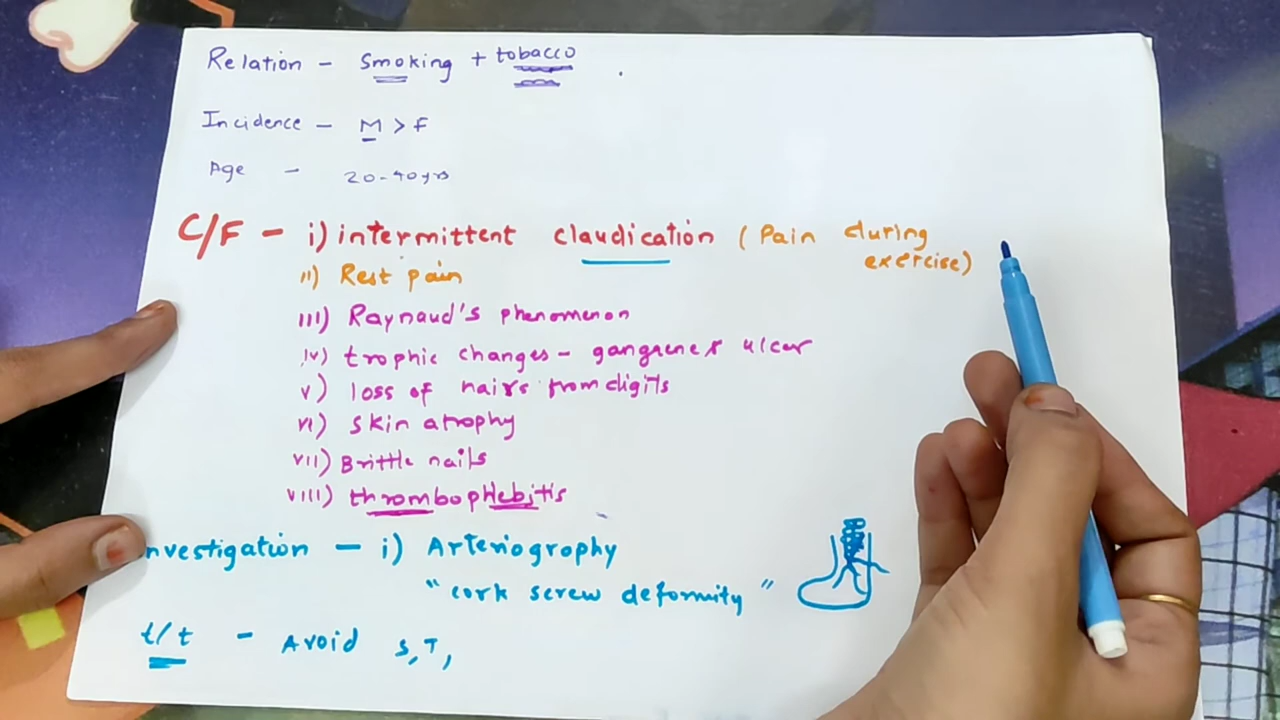 Relation - Smoking + tobacco
Incidence - M > F
Age - 20-40yrs
C/F - i) intermittent claudication (Pain during
exercise)
ii) Rest pain
iii) Raynaud's phenomenon
iv) trophic changes - gangrene & ulcer
v) loss of hairs from digits
vi) Skin atrophy
vii) Brittle nails
viii) thrombophlebitis
nvestigation - i) Arteriography
"cork screw deformity"
t/t - Avoid S, T,